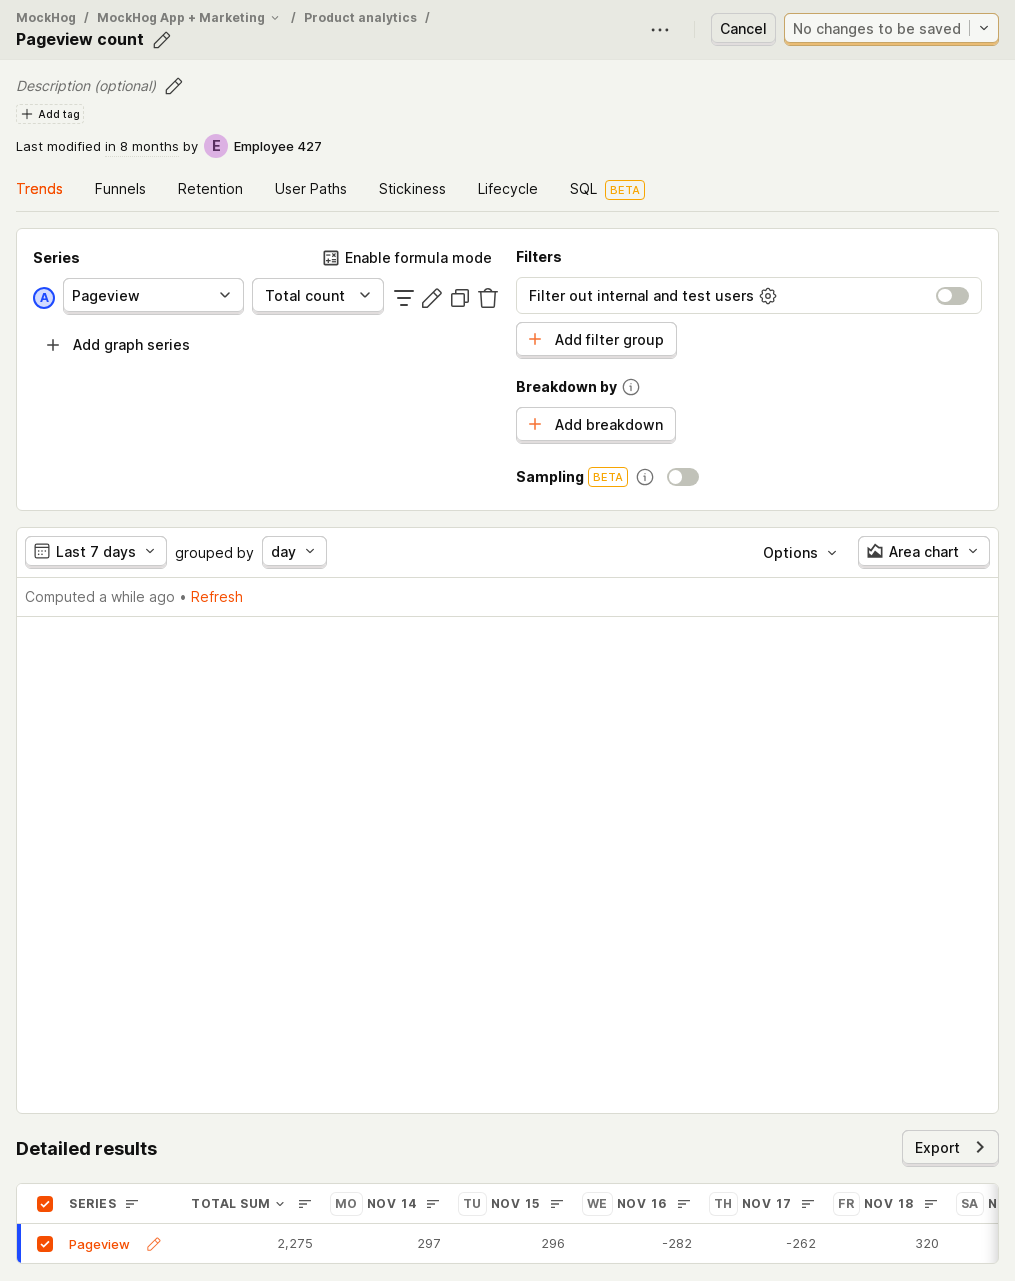 MockHog / MockHog App + Marketing / Product analytics /
Pageview count
Cancel
No changes to be saved
Description (optional)
Add tag
Last modified in 8 months by E Employee 427
Trends Funnels Retention User Paths Stickiness Lifecycle SQL BETA
Series
Enable formula mode
A Pageview Total count
Add graph series
Filters
Filter out internal and test users
Add filter group
Breakdown by
Add breakdown
Sampling BETA
Last 7 days grouped by day Options Area chart
Computed a while ago • Refresh
Detailed results Export
SERIES TOTAL SUM MO NOV 14 TU NOV 15 WE NOV 16 TH NOV 17 FR NOV 18 SA
Pageview 2,275 297 296 -282 -262 320